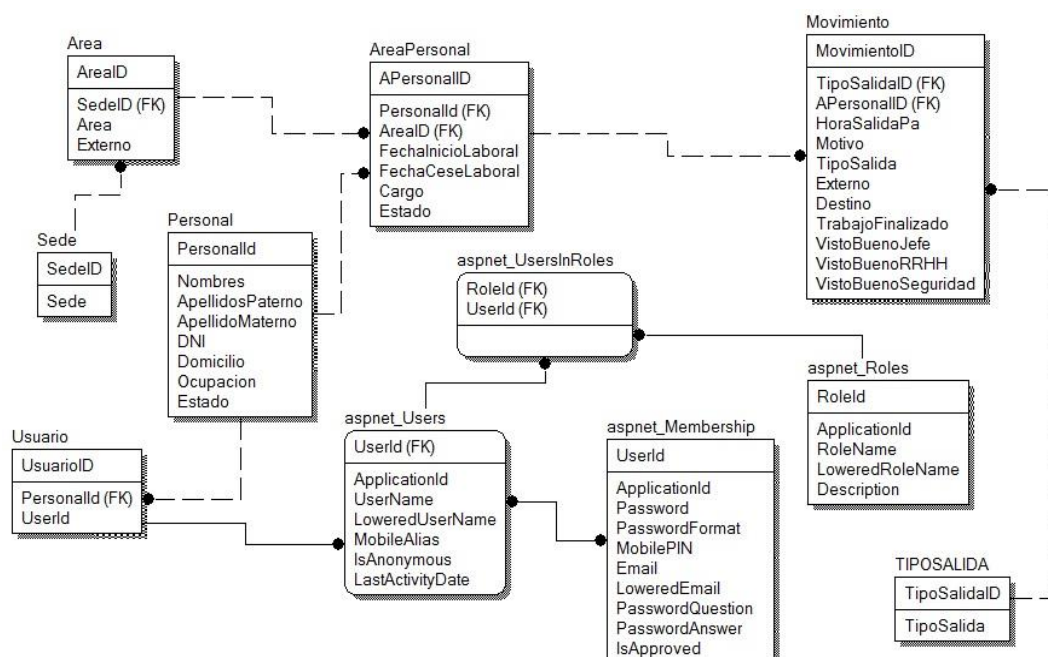 Area
AreaID
SedeID (FK)
Area
Externo
Sede
SedeID
Sede
AreaPersonal
APersonalID
PersonalId (FK)
AreaID (FK)
FechaInicioLaboral
FechaCeseLaboral
Cargo
Estado
Movimiento
MovimientoID
TipoSalidaID (FK)
APersonalID (FK)
HoraSalidaPa
Motivo
TipoSalida
Externo
Destino
TrabajoFinalizado
VistoBuenoJefe
VistoBuenoRRHH
VistoBuenoSeguridad
Personal
PersonalId
Nombres
ApellidosPaterno
ApellidoMaterno
DNI
Domicilio
Ocupacion
Estado
aspnet_UsersInRoles
RoleId (FK)
UserId (FK)
aspnet_Roles
RoleId
ApplicationId
RoleName
LoweredRoleName
Description
Usuario
UsuarioID
PersonalId (FK)
UserId
aspnet_Users
UserId (FK)
ApplicationId
UserName
LoweredUserName
MobileAlias
IsAnonymous
LastActivityDate
aspnet_Membership
UserId
ApplicationId
Password
PasswordFormat
MobilePIN
Email
LoweredEmail
PasswordQuestion
PasswordAnswer
IsApproved
TIPOSALIDA
TipoSalidaID
TipoSalida